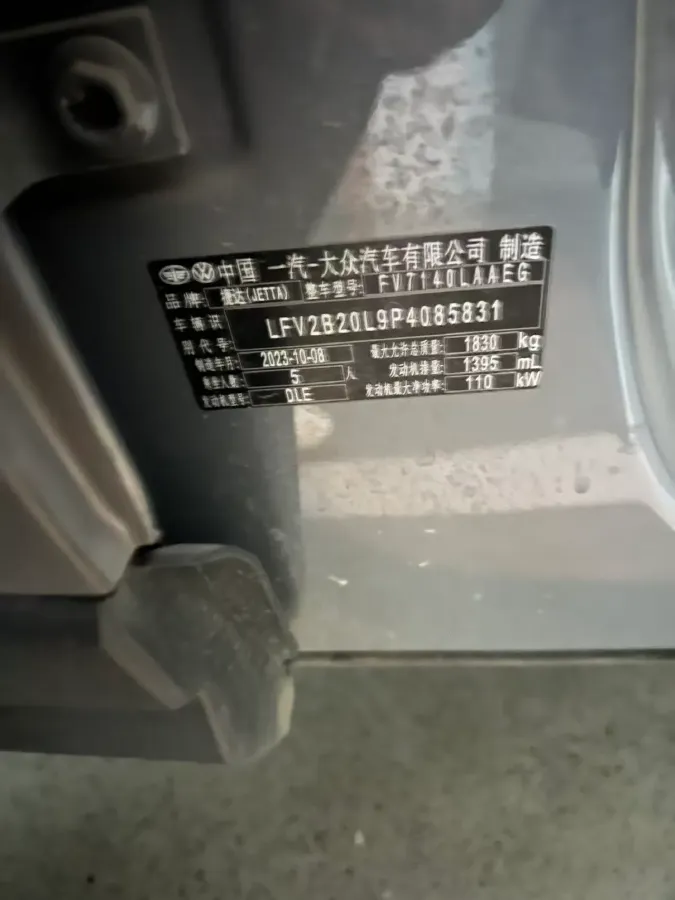 中国 一汽-大众汽车有限公司 制造
品牌: 捷达(JETTA) 整车型号: FV7140LAAEG
车辆识别代号: LFV2B20L9P4085831
制造年月: 2023-10-08 最大允许总质量: 1830 kg
乘坐人数: 5 人 发动机排量: 1395 mL
发动机型号: DLE 发动机最大净功率: 110 kW